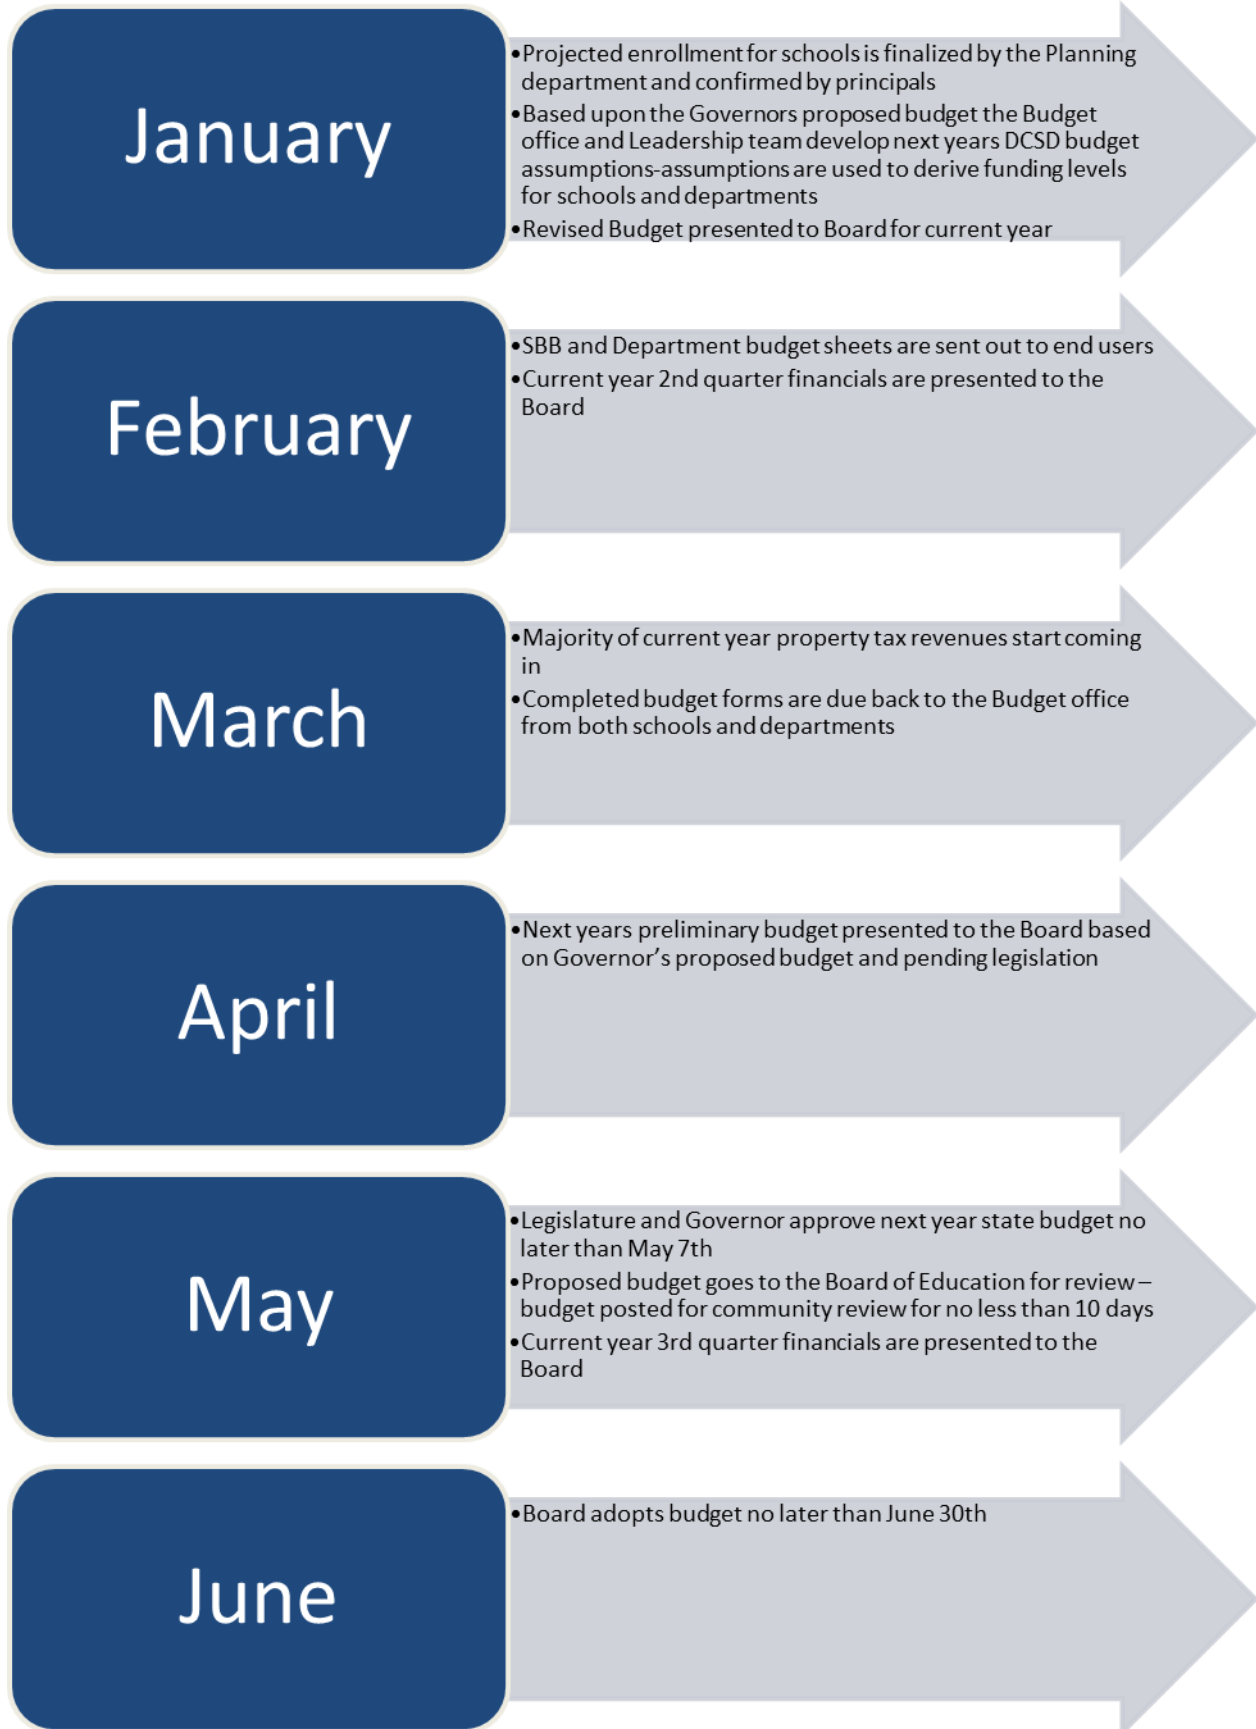 January
•Projected enrollment for schools is finalized by the Planning
department and confirmed by principals
•Based upon the Governors proposed budget the Budget
office and Leadership team develop next years DCSD budget
assumptions-assumptions are used to derive funding levels
for schools and departments
•Revised Budget presented to Board for current year
February
•SBB and Department budget sheets are sent out to end users
•Current year 2nd quarter financials are presented to the
Board
March
•Majority of current year property tax revenues start coming
in
•Completed budget forms are due back to the Budget office
from both schools and departments
April
•Next years preliminary budget presented to the Board based
on Governor’s proposed budget and pending legislation
May
•Legislature and Governor approve next year state budget no
later than May 7th
•Proposed budget goes to the Board of Education for review –
budget posted for community review for no less than 10 days
•Current year 3rd quarter financials are presented to the
Board
June
•Board adopts budget no later than June 30th